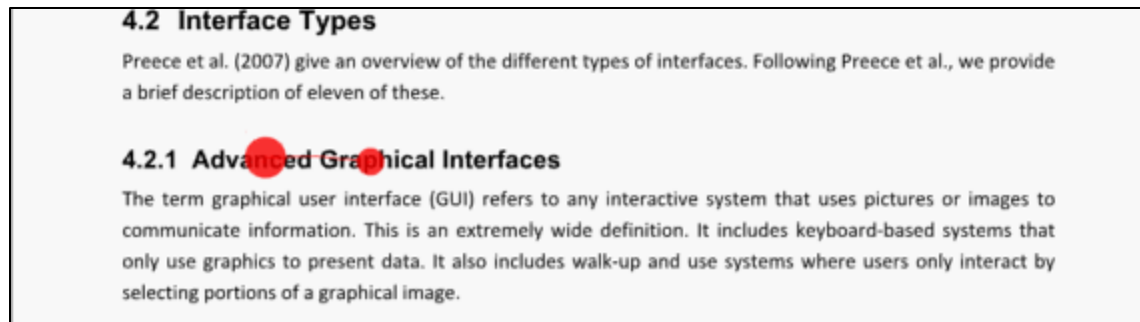 4.2 Interface Types
Preece et al. (2007) give an overview of the different types of interfaces. Following Preece et al., we provide
a brief description of eleven of these.
4.2.1 Advanced Graphical Interfaces
The term graphical user interface (GUI) refers to any interactive system that uses pictures or images to
communicate information. This is an extremely wide definition. It includes keyboard-based systems that
only use graphics to present data. It also includes walk-up and use systems where users only interact by
selecting portions of a graphical image.